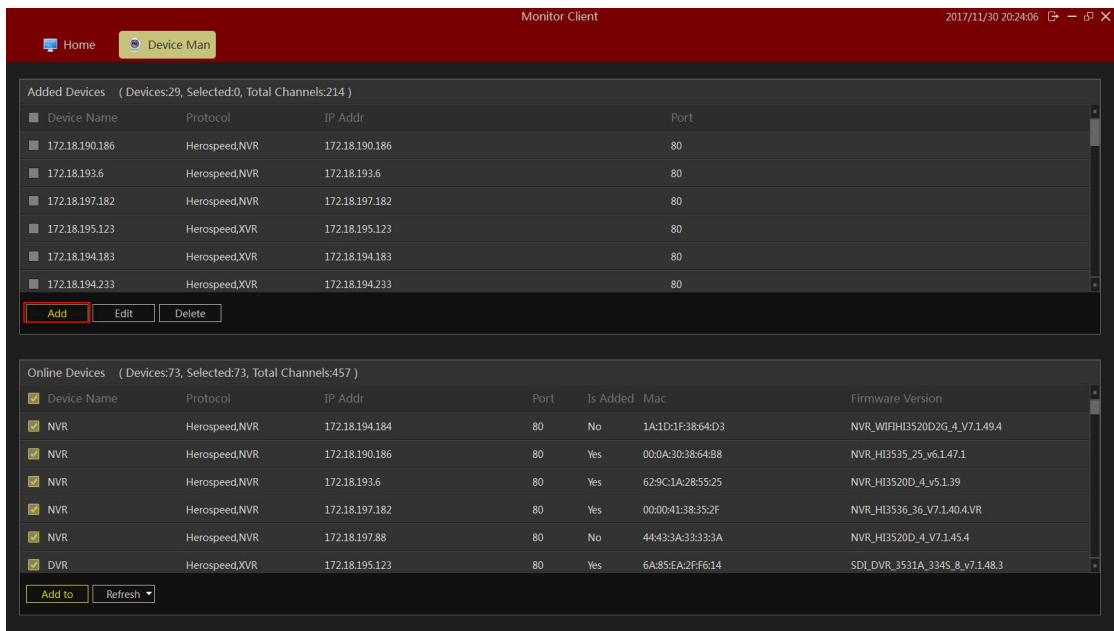 Monitor Client 2017/11/30 20:24:06
Home Device Man
Added Devices ( Devices:29, Selected:0, Total Channels:214 )
Device Name Protocol IP Addr Port
172.18.190.186 Herospeed,NVR 172.18.190.186 80
172.18.193.6 Herospeed,NVR 172.18.193.6 80
172.18.197.182 Herospeed,NVR 172.18.197.182 80
172.18.195.123 Herospeed,XVR 172.18.195.123 80
172.18.194.183 Herospeed,XVR 172.18.194.183 80
172.18.194.233 Herospeed,XVR 172.18.194.233 80
Add Edit Delete
Online Devices ( Devices:73, Selected:73, Total Channels:457 )
Device Name Protocol IP Addr Port Is Added Mac Firmware Version
NVR Herospeed,NVR 172.18.194.184 80 No 1A:1D:1F:38:64:D3 NVR_WIFIHI3520D2G_4_V7.1.49.4
NVR Herospeed,NVR 172.18.190.186 80 Yes 00:0A:30:38:64:B8 NVR_HI3535_25_v6.1.47.1
NVR Herospeed,NVR 172.18.193.6 80 Yes 62:9C:1A:28:55:25 NVR_HI3520D_4_v5.1.39
NVR Herospeed,NVR 172.18.197.182 80 Yes 00:00:41:38:35:2F NVR_HI3536_36_V7.1.40.4.VR
NVR Herospeed,NVR 172.18.197.88 80 No 44:43:3A:33:33:3A NVR_HI3520D_4_V7.1.45.4
DVR Herospeed,XVR 172.18.195.123 80 Yes 6A:85:EA:2F:F6:14 SDI_DVR_3531A_334S_8_v7.1.48.3
Add to Refresh